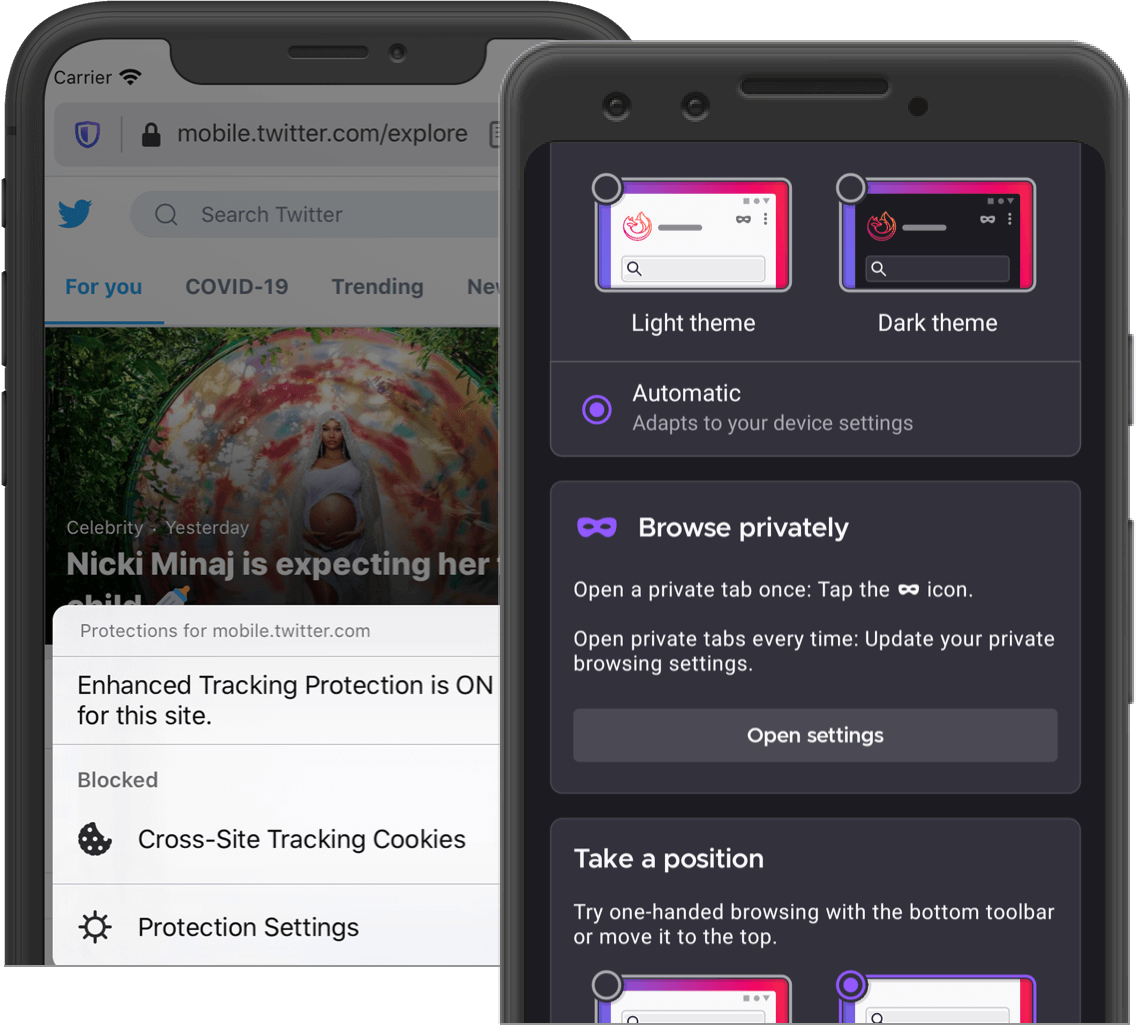 Carrier
mobile.twitter.com/explore
Search Twitter
For you
COVID-19
Trending
Celebrity · Yesterday
Nicki Minaj is expecting her
child 🍼
Protections for mobile.twitter.com
Enhanced Tracking Protection is ON
for this site.
Blocked
Cross-Site Tracking Cookies
Protection Settings
Light theme
Dark theme
Automatic
Adapts to your device settings
Browse privately
Open a private tab once: Tap the icon.
Open private tabs every time: Update your private
browsing settings.
Open settings
Take a position
Try one-handed browsing with the bottom toolbar
or move it to the top.